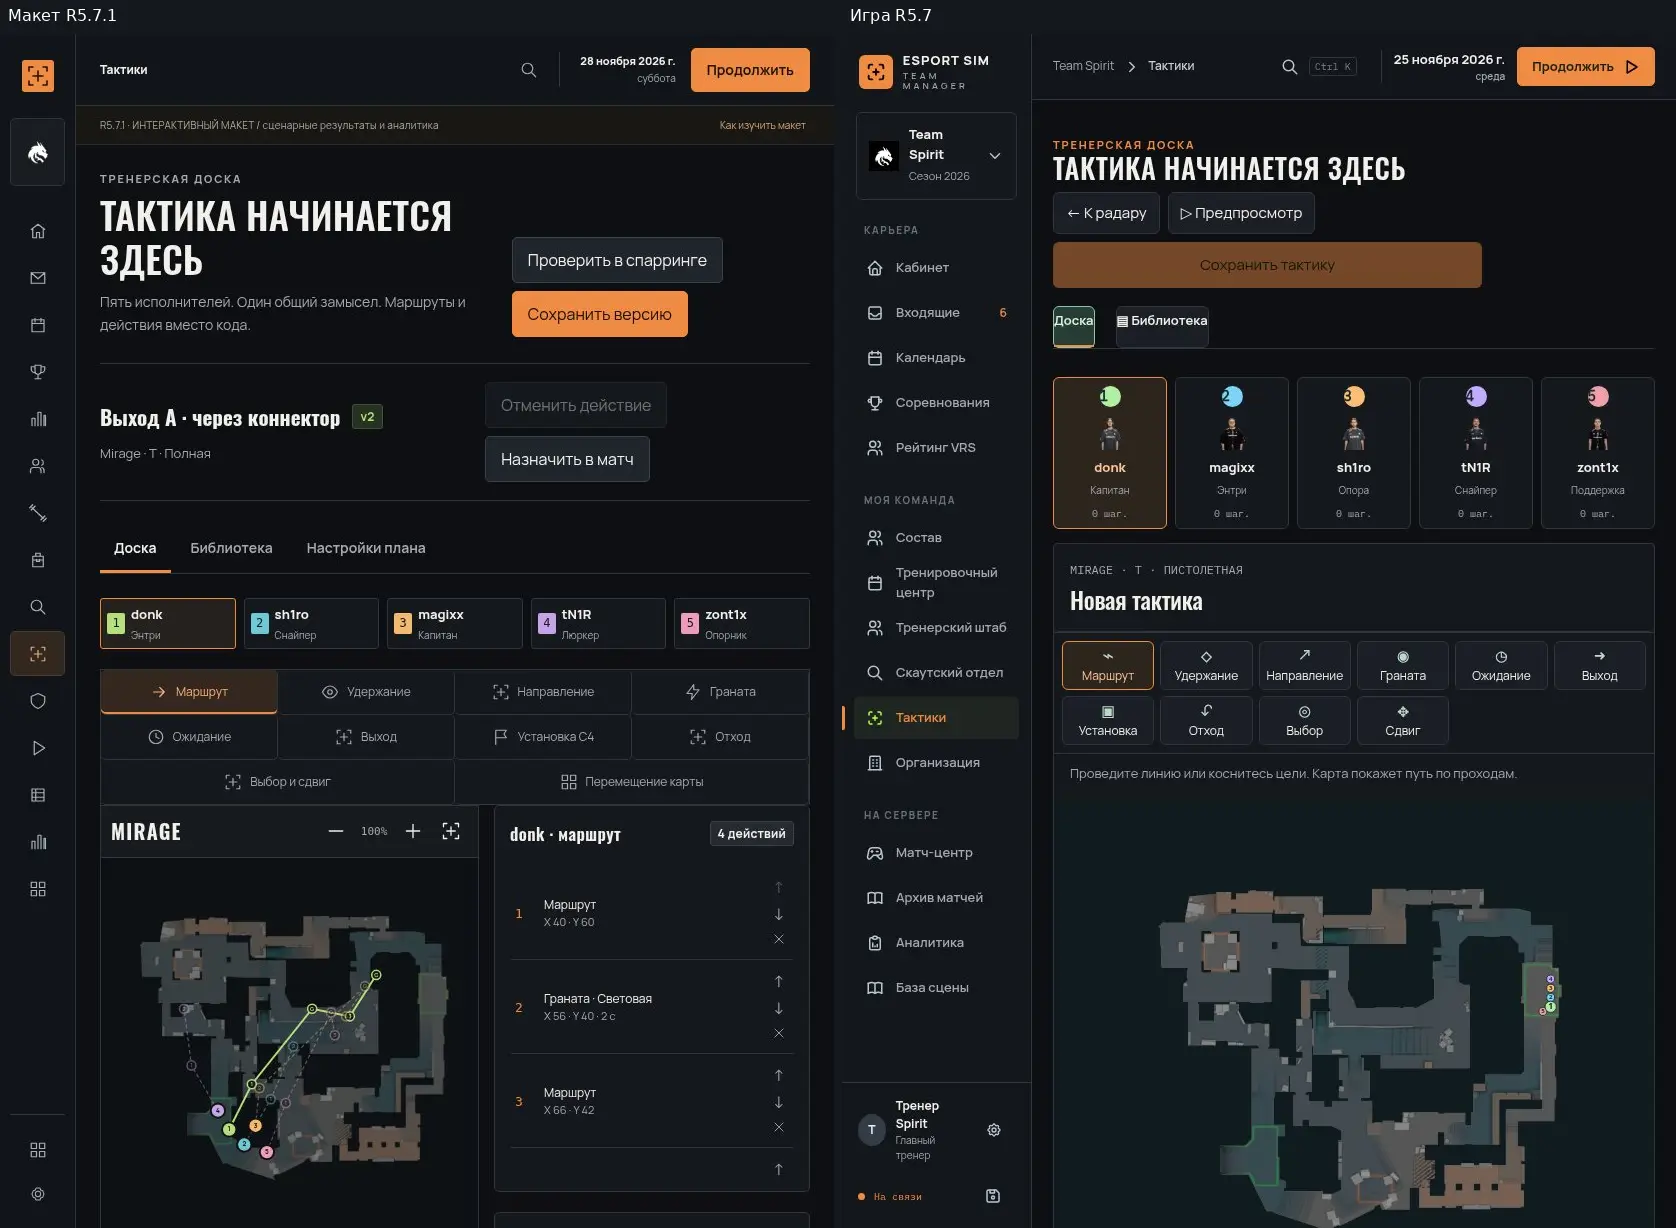 Макет R5.7.1
Тактики
28 ноября 2026 г.
суббота
Продолжить
R5.7.1 · ИНТЕРАКТИВНЫЙ МАКЕТ / сценарные результаты и аналитика
Как изучить макет
ТРЕНЕРСКАЯ ДОСКА
ТАКТИКА НАЧИНАЕТСЯ
ЗДЕСЬ
Пять исполнителей. Один общий замысел. Маршруты и
действия вместо кода.
Проверить в спарринге
Сохранить версию
Выход А · через коннектор
v2
Mirage · T · Полная
Отменить действие
Назначить в матч
Доска
Библиотека
Настройки плана
1 donk
Энтри
2 sh1ro
Снайпер
3 magixx
Капитан
4 tN1R
Люркер
5 zont1x
Опорник
Маршрут
Удержание
Направление
Граната
Ожидание
Выход
Установка C4
Отход
Выбор и сдвиг
Перемещение карты
MIRAGE
100%
donk · маршрут
4 действий
1
Маршрут
X 40 · Y 60
2
Граната · Световая
X 56 · Y 40 · 2 с
3
Маршрут
X 66 · Y 42
Игра R5.7
ESPORT SIM
TEAM
MANAGER
Team
Spirit
Сезон 2026
КАРЬЕРА
Кабинет
Входящие 6
Календарь
Соревнования
Рейтинг VRS
МОЯ КОМАНДА
Состав
Тренировочный
центр
Тренерский штаб
Скаутский отдел
Тактики
Организация
НА СЕРВЕРЕ
Матч-центр
Архив матчей
Аналитика
База сцены
T
Тренер
Spirit
Главный
тренер
На связи
Team Spirit
Тактики
Ctrl K
25 ноября 2026 г.
среда
Продолжить
ТРЕНЕРСКАЯ ДОСКА
ТАКТИКА НАЧИНАЕТСЯ ЗДЕСЬ
← К радару
▷ Предпросмотр
Сохранить тактику
Доска
Библиотека
1
donk
Капитан
0 шаг.
2
magixx
Энтри
0 шаг.
3
sh1ro
Опора
0 шаг.
4
tN1R
Снайпер
0 шаг.
5
zont1x
Поддержка
0 шаг.
MIRAGE · T · ПИСТОЛЕТНАЯ
Новая тактика
Маршрут
Удержание
Направление
Граната
Ожидание
Выход
Установка
Отход
Выбор
Сдвиг
Проведите линию или коснитесь цели. Карта покажет путь по проходам.